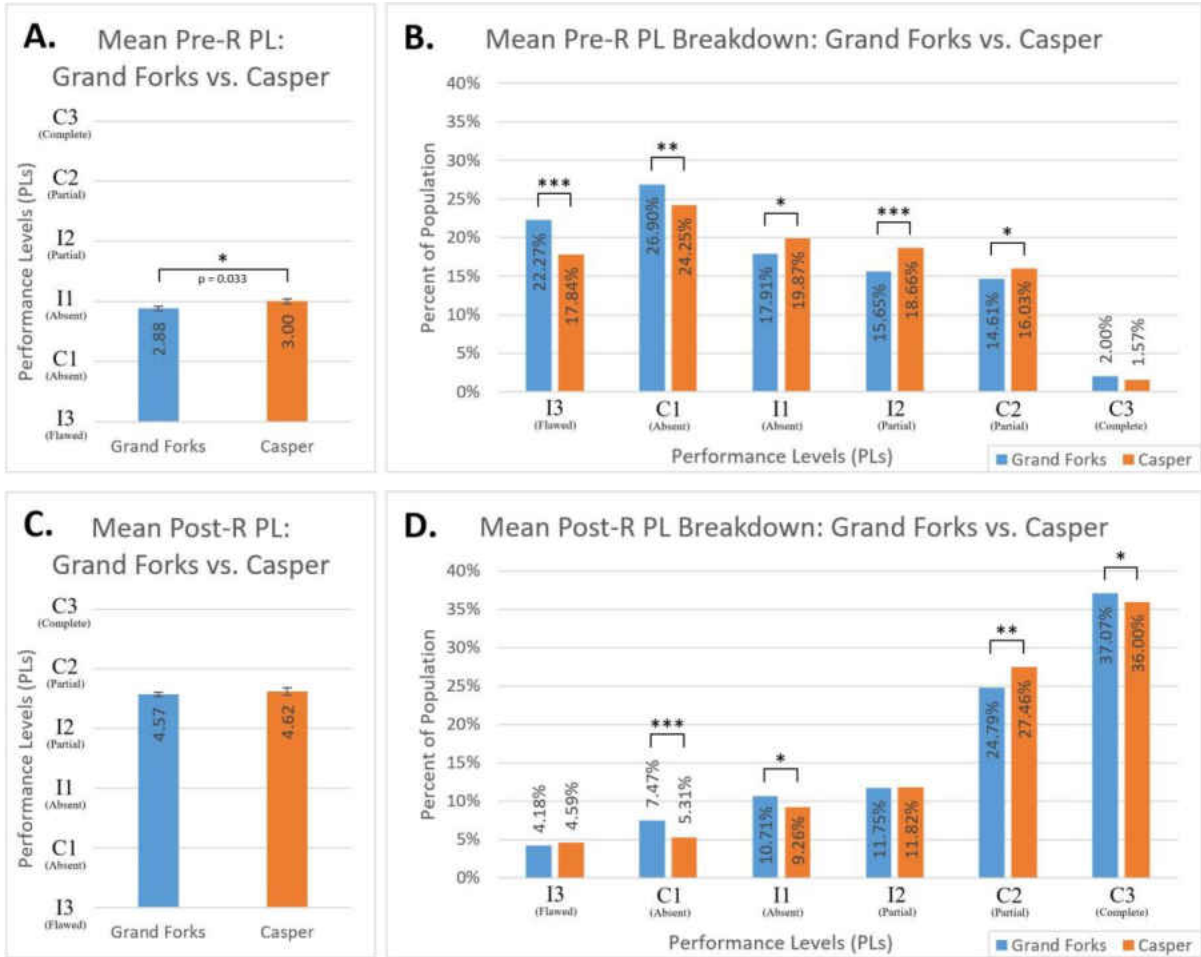 A. Mean Pre-R PL:
Grand Forks vs. Casper
Performance Levels (PLs)
C3
(Complete)
C2
(Partial)
I2
(Partial)
I1
(Absent)
C1
(Absent)
I3
(Flawed)
*
p = 0.033
2.88
3.00
Grand Forks
Casper
B. Mean Pre-R PL Breakdown: Grand Forks vs. Casper
Percent of Population
40%
35%
30%
25%
20%
15%
10%
5%
0%
***
22.27%
17.84%
**
26.90%
24.25%
*
17.91%
19.87%
***
15.65%
18.66%
*
14.61%
16.03%
2.00%
1.57%
I3
(Flawed)
C1
(Absent)
I1
(Absent)
I2
(Partial)
C2
(Partial)
C3
(Complete)
Performance Levels (PLs)
Grand Forks Casper
C. Mean Post-R PL:
Grand Forks vs. Casper
Performance Levels (PLs)
C3
(Complete)
C2
(Partial)
I2
(Partial)
I1
(Absent)
C1
(Absent)
I3
(Flawed)
4.57
4.62
Grand Forks
Casper
D. Mean Post-R PL Breakdown: Grand Forks vs. Casper
Percent of Population
40%
35%
30%
25%
20%
15%
10%
5%
0%
4.18%
4.59%
***
7.47%
5.31%
*
10.71%
9.26%
11.75%
11.82%
**
24.79%
27.46%
*
37.07%
36.00%
I3
(Flawed)
C1
(Absent)
I1
(Absent)
I2
(Partial)
C2
(Partial)
C3
(Complete)
Performance Levels (PLs)
Grand Forks Casper